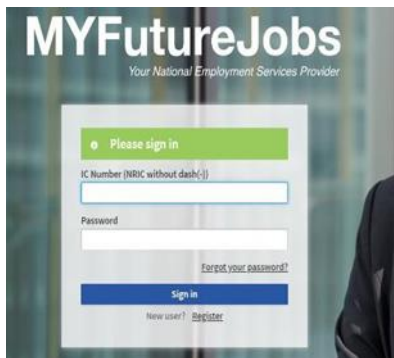 MYFutureJobs
Your National Employment Services Provider
Please sign in
IC Number (NRIC without dash(-))
Password
Forgot your password?
Sign in
New user? Register